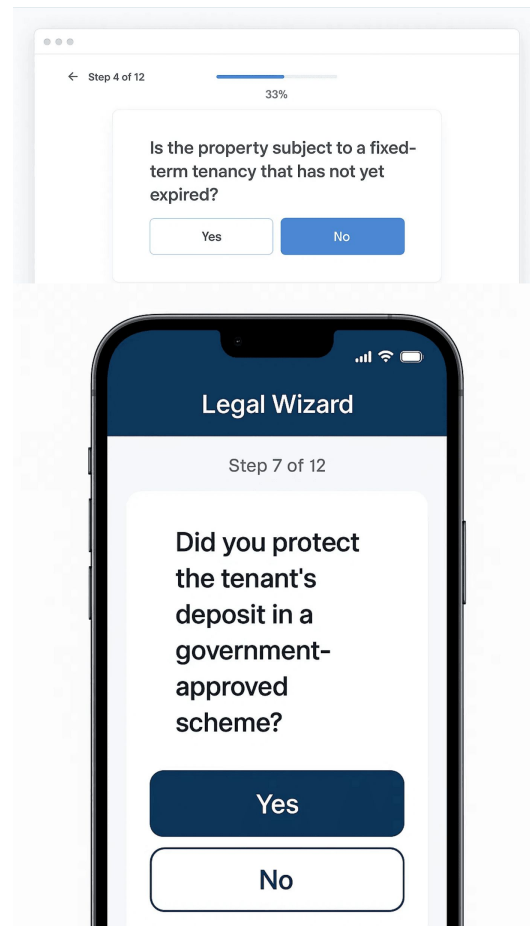 Step 4 of 12
33%
Is the property subject to a fixed-
term tenancy that has not yet
expired?
Yes
No
Legal Wizard
Step 7 of 12
Did you protect
the tenant's
deposit in a
government-
approved
scheme?
Yes
No